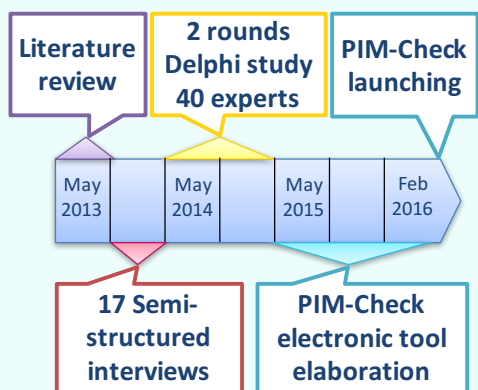 Literature
review
2 rounds
Delphi study
40 experts
PIM-Check
launching
May
2013
May
2014
May
2015
Feb
2016
17 Semi-
structured
interviews
PIM-Check
electronic tool
elaboration